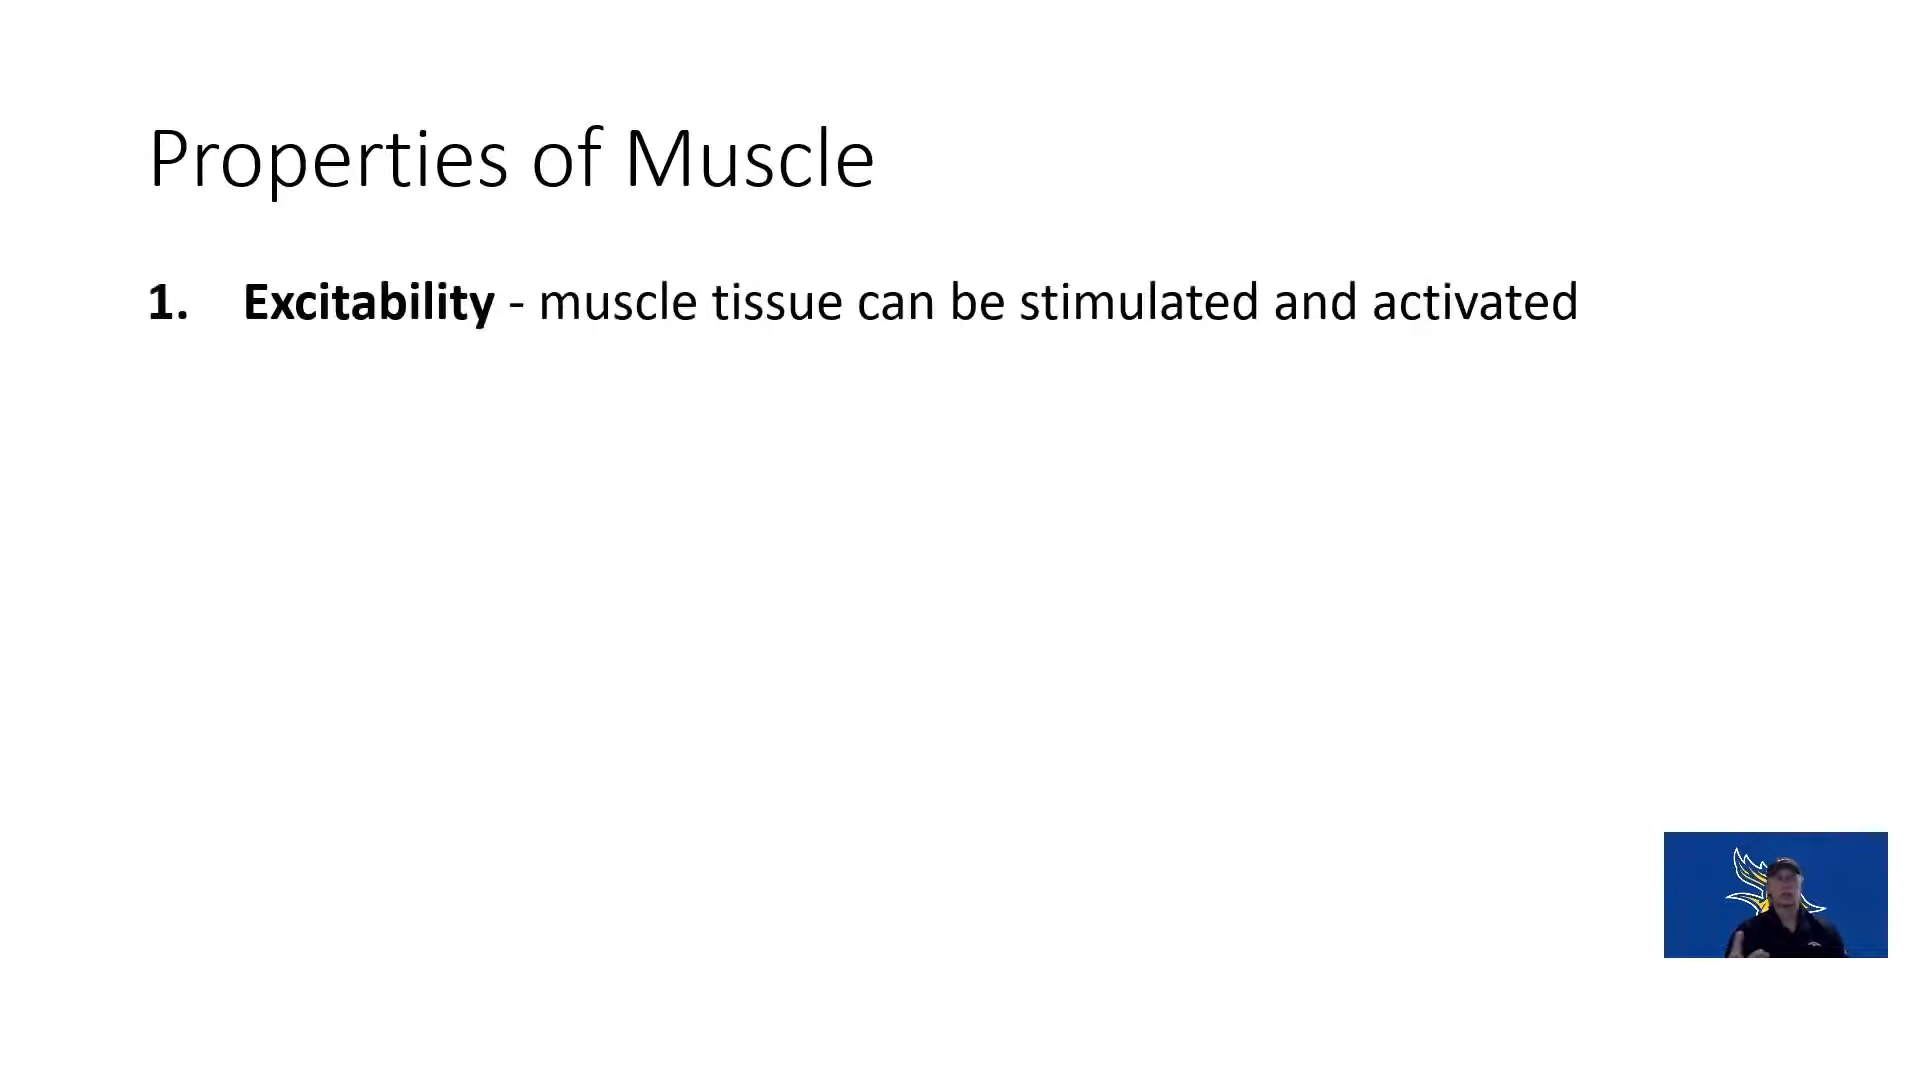 Properties of Muscle
1. Excitability - muscle tissue can be stimulated and activated